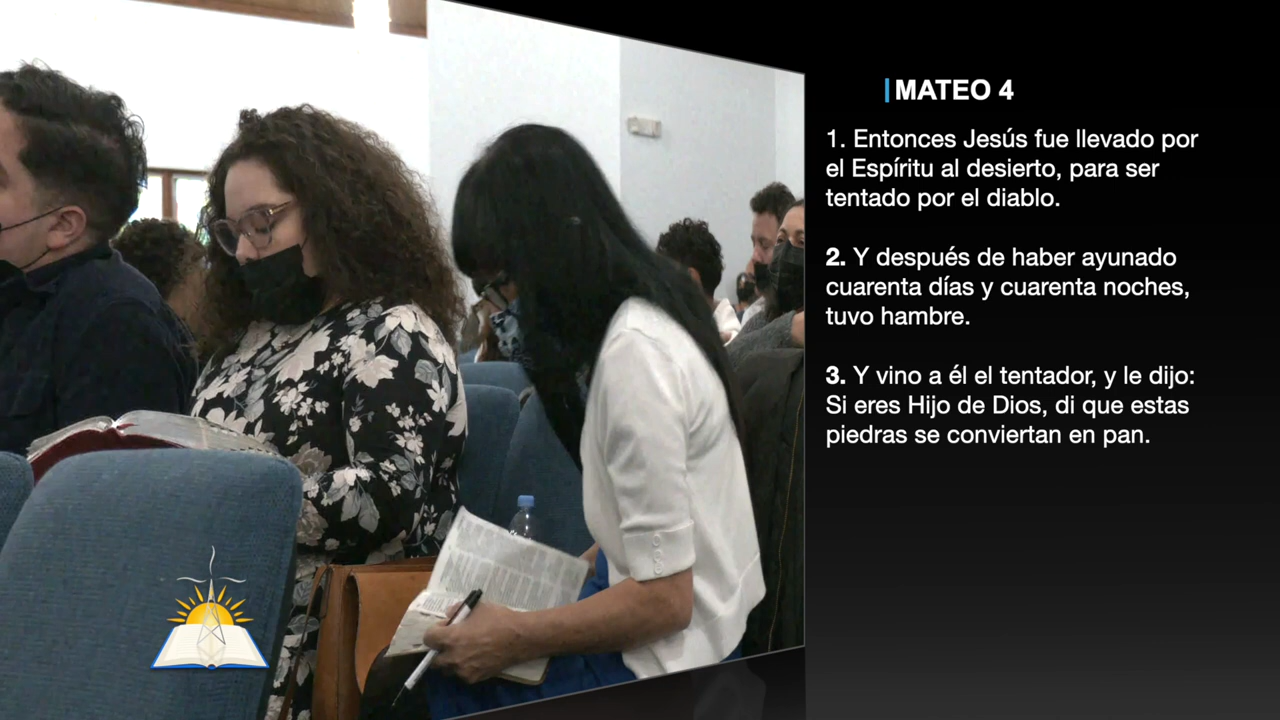 MATEO 4
1. Entonces Jesús fue llevado por
el Espíritu al desierto, para ser
tentado por el diablo.
2. Y después de haber ayunado
cuarenta días y cuarenta noches,
tuvo hambre.
3. Y vino a él el tentador, y le dijo:
Si eres Hijo de Dios, di que estas
piedras se conviertan en pan.